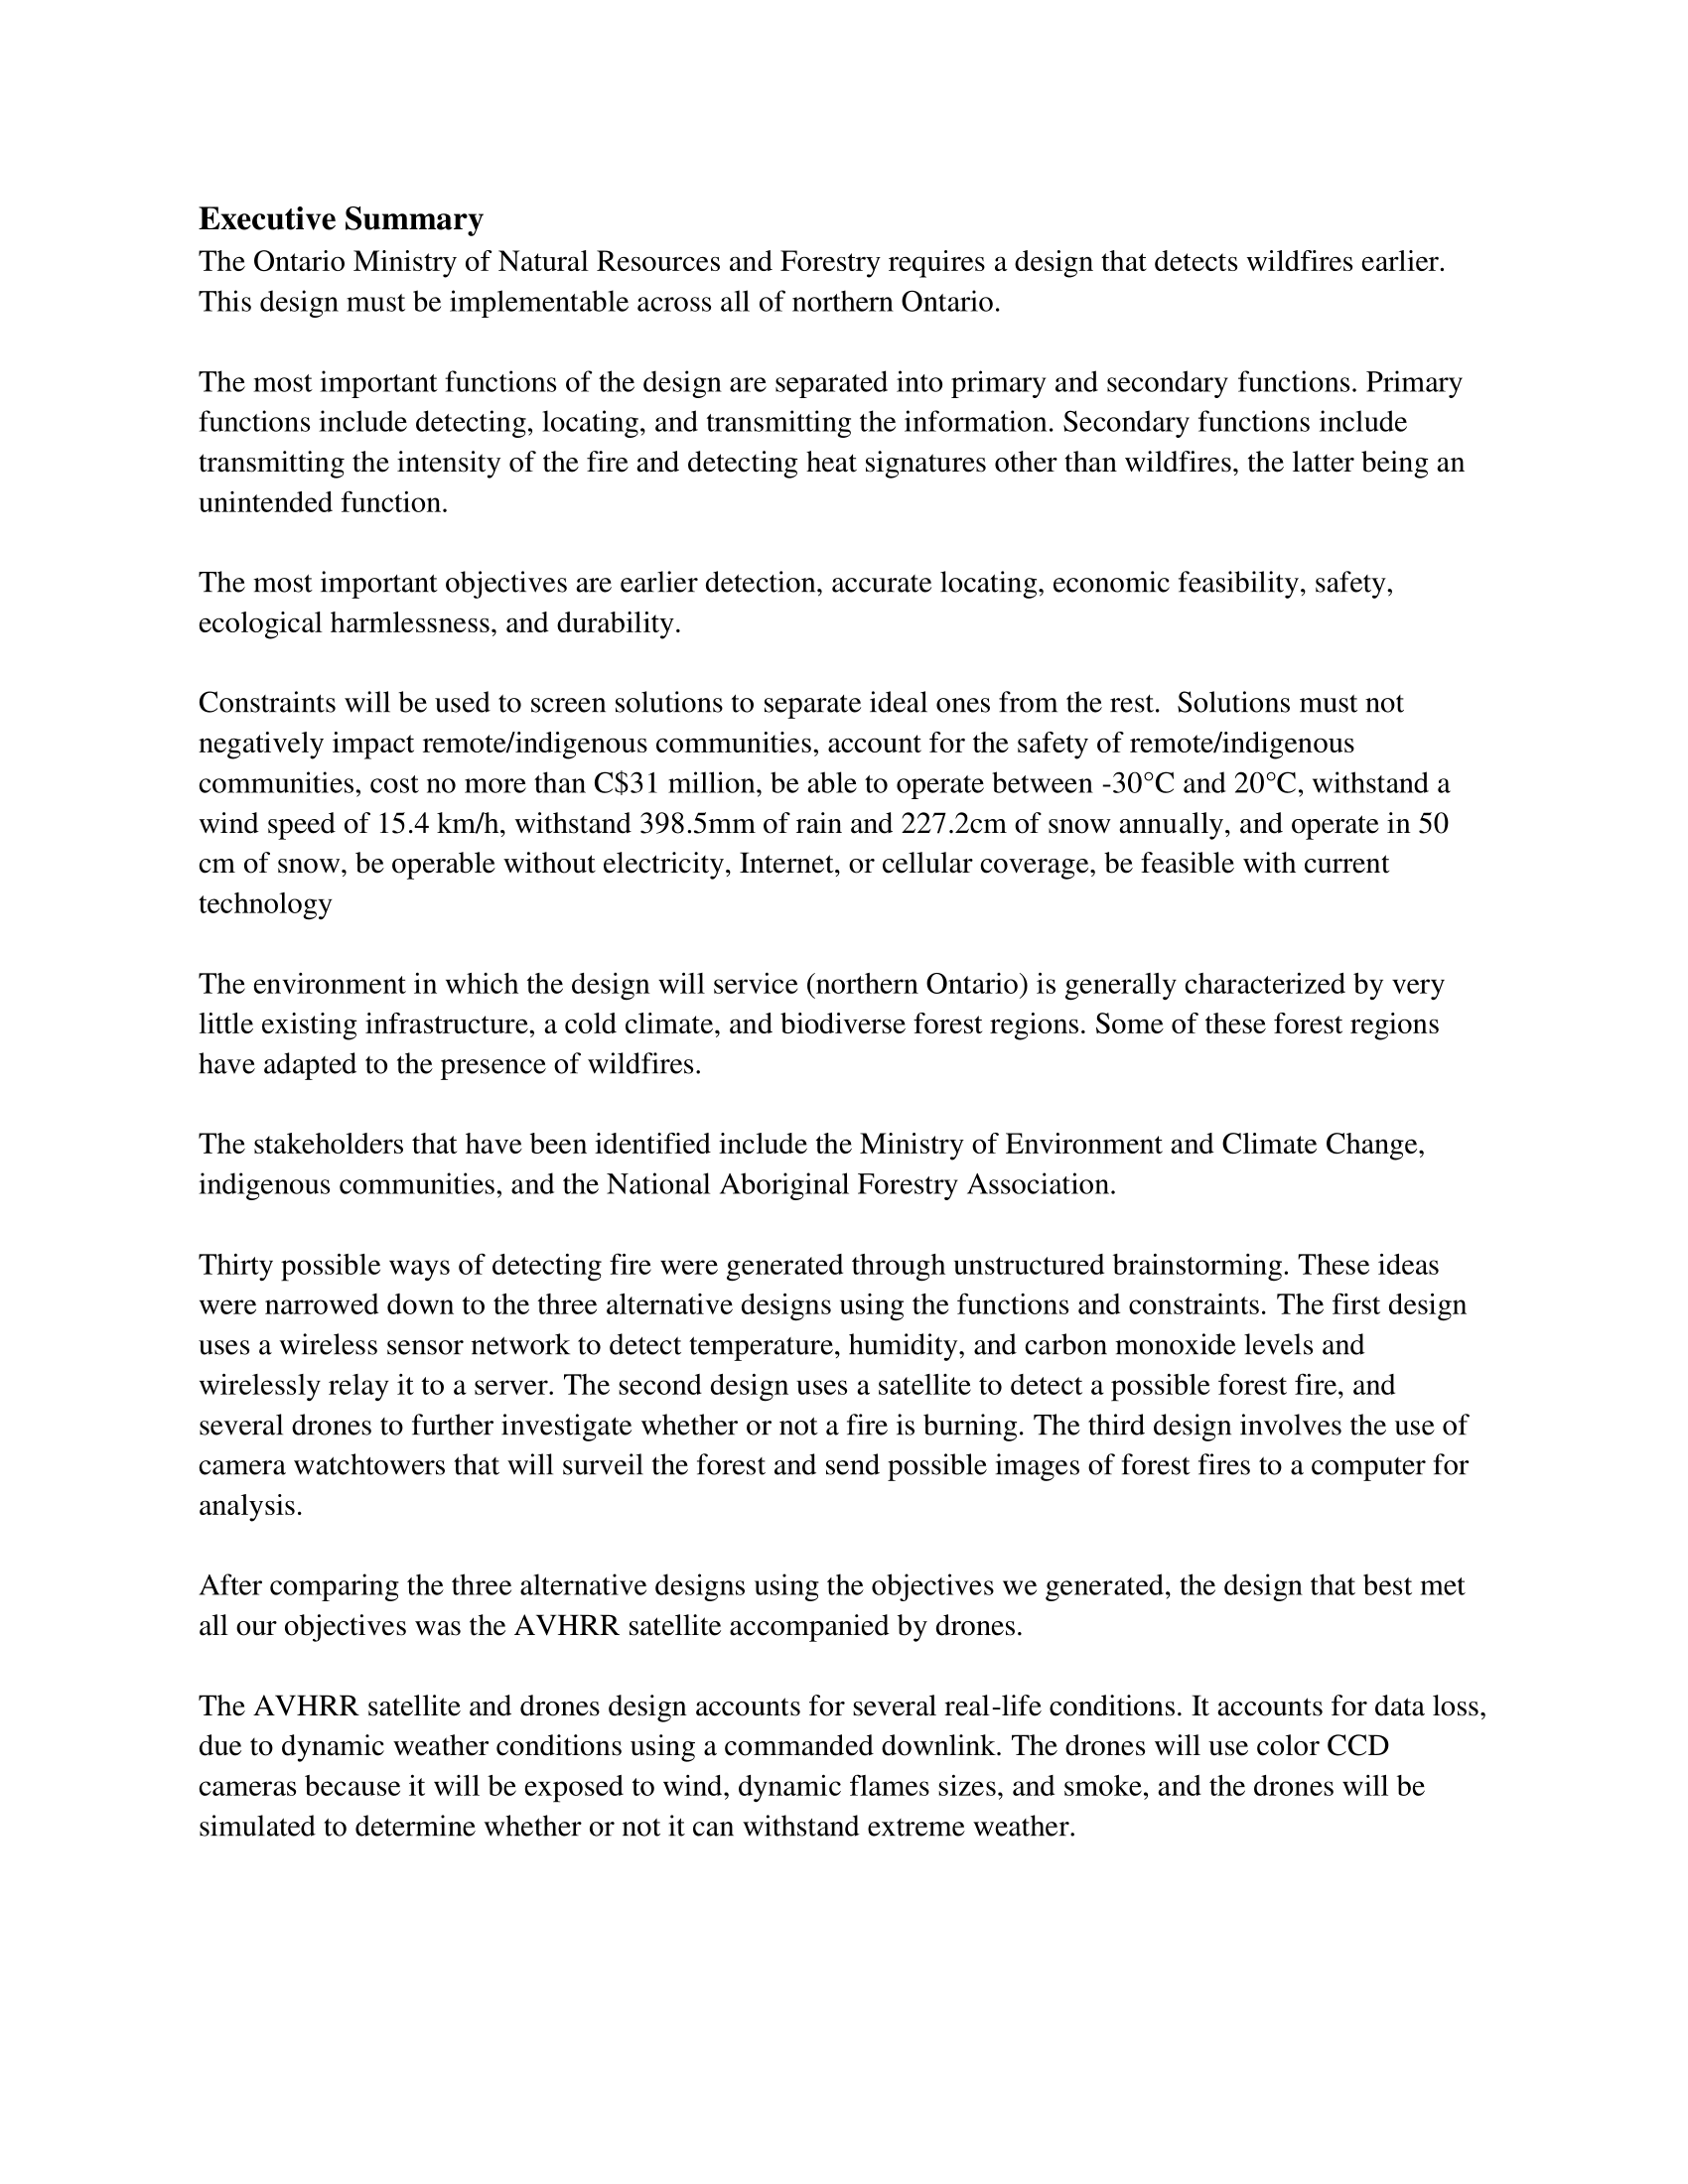 Executive Summary
The Ontario Ministry of Natural Resources and Forestry requires a design that detects wildfires earlier.
This design must be implementable across all of northern Ontario.
The most important functions of the design are separated into primary and secondary functions. Primary
functions include detecting, locating, and transmitting the information. Secondary functions include
transmitting the intensity of the fire and detecting heat signatures other than wildfires, the latter being an
unintended function.
The most important objectives are earlier detection, accurate locating, economic feasibility, safety,
ecological harmlessness, and durability.
Constraints will be used to screen solutions to separate ideal ones from the rest.  Solutions must not
negatively impact remote/indigenous communities, account for the safety of remote/indigenous
communities, cost no more than C$31 million, be able to operate between -30°C and 20°C, withstand a
wind speed of 15.4 km/h, withstand 398.5mm of rain and 227.2cm of snow annually, and operate in 50
cm of snow, be operable without electricity, Internet, or cellular coverage, be feasible with current
technology
The environment in which the design will service (northern Ontario) is generally characterized by very
little existing infrastructure, a cold climate, and biodiverse forest regions. Some of these forest regions
have adapted to the presence of wildfires.
The stakeholders that have been identified include the Ministry of Environment and Climate Change,
indigenous communities, and the National Aboriginal Forestry Association.
Thirty possible ways of detecting fire were generated through unstructured brainstorming. These ideas
were narrowed down to the three alternative designs using the functions and constraints. The first design
uses a wireless sensor network to detect temperature, humidity, and carbon monoxide levels and
wirelessly relay it to a server. The second design uses a satellite to detect a possible forest fire, and
several drones to further investigate whether or not a fire is burning. The third design involves the use of
camera watchtowers that will surveil the forest and send possible images of forest fires to a computer for
analysis.
After comparing the three alternative designs using the objectives we generated, the design that best met
all our objectives was the AVHRR satellite accompanied by drones.
The AVHRR satellite and drones design accounts for several real-life conditions. It accounts for data loss,
due to dynamic weather conditions using a commanded downlink. The drones will use color CCD
cameras because it will be exposed to wind, dynamic flames sizes, and smoke, and the drones will be
simulated to determine whether or not it can withstand extreme weather.